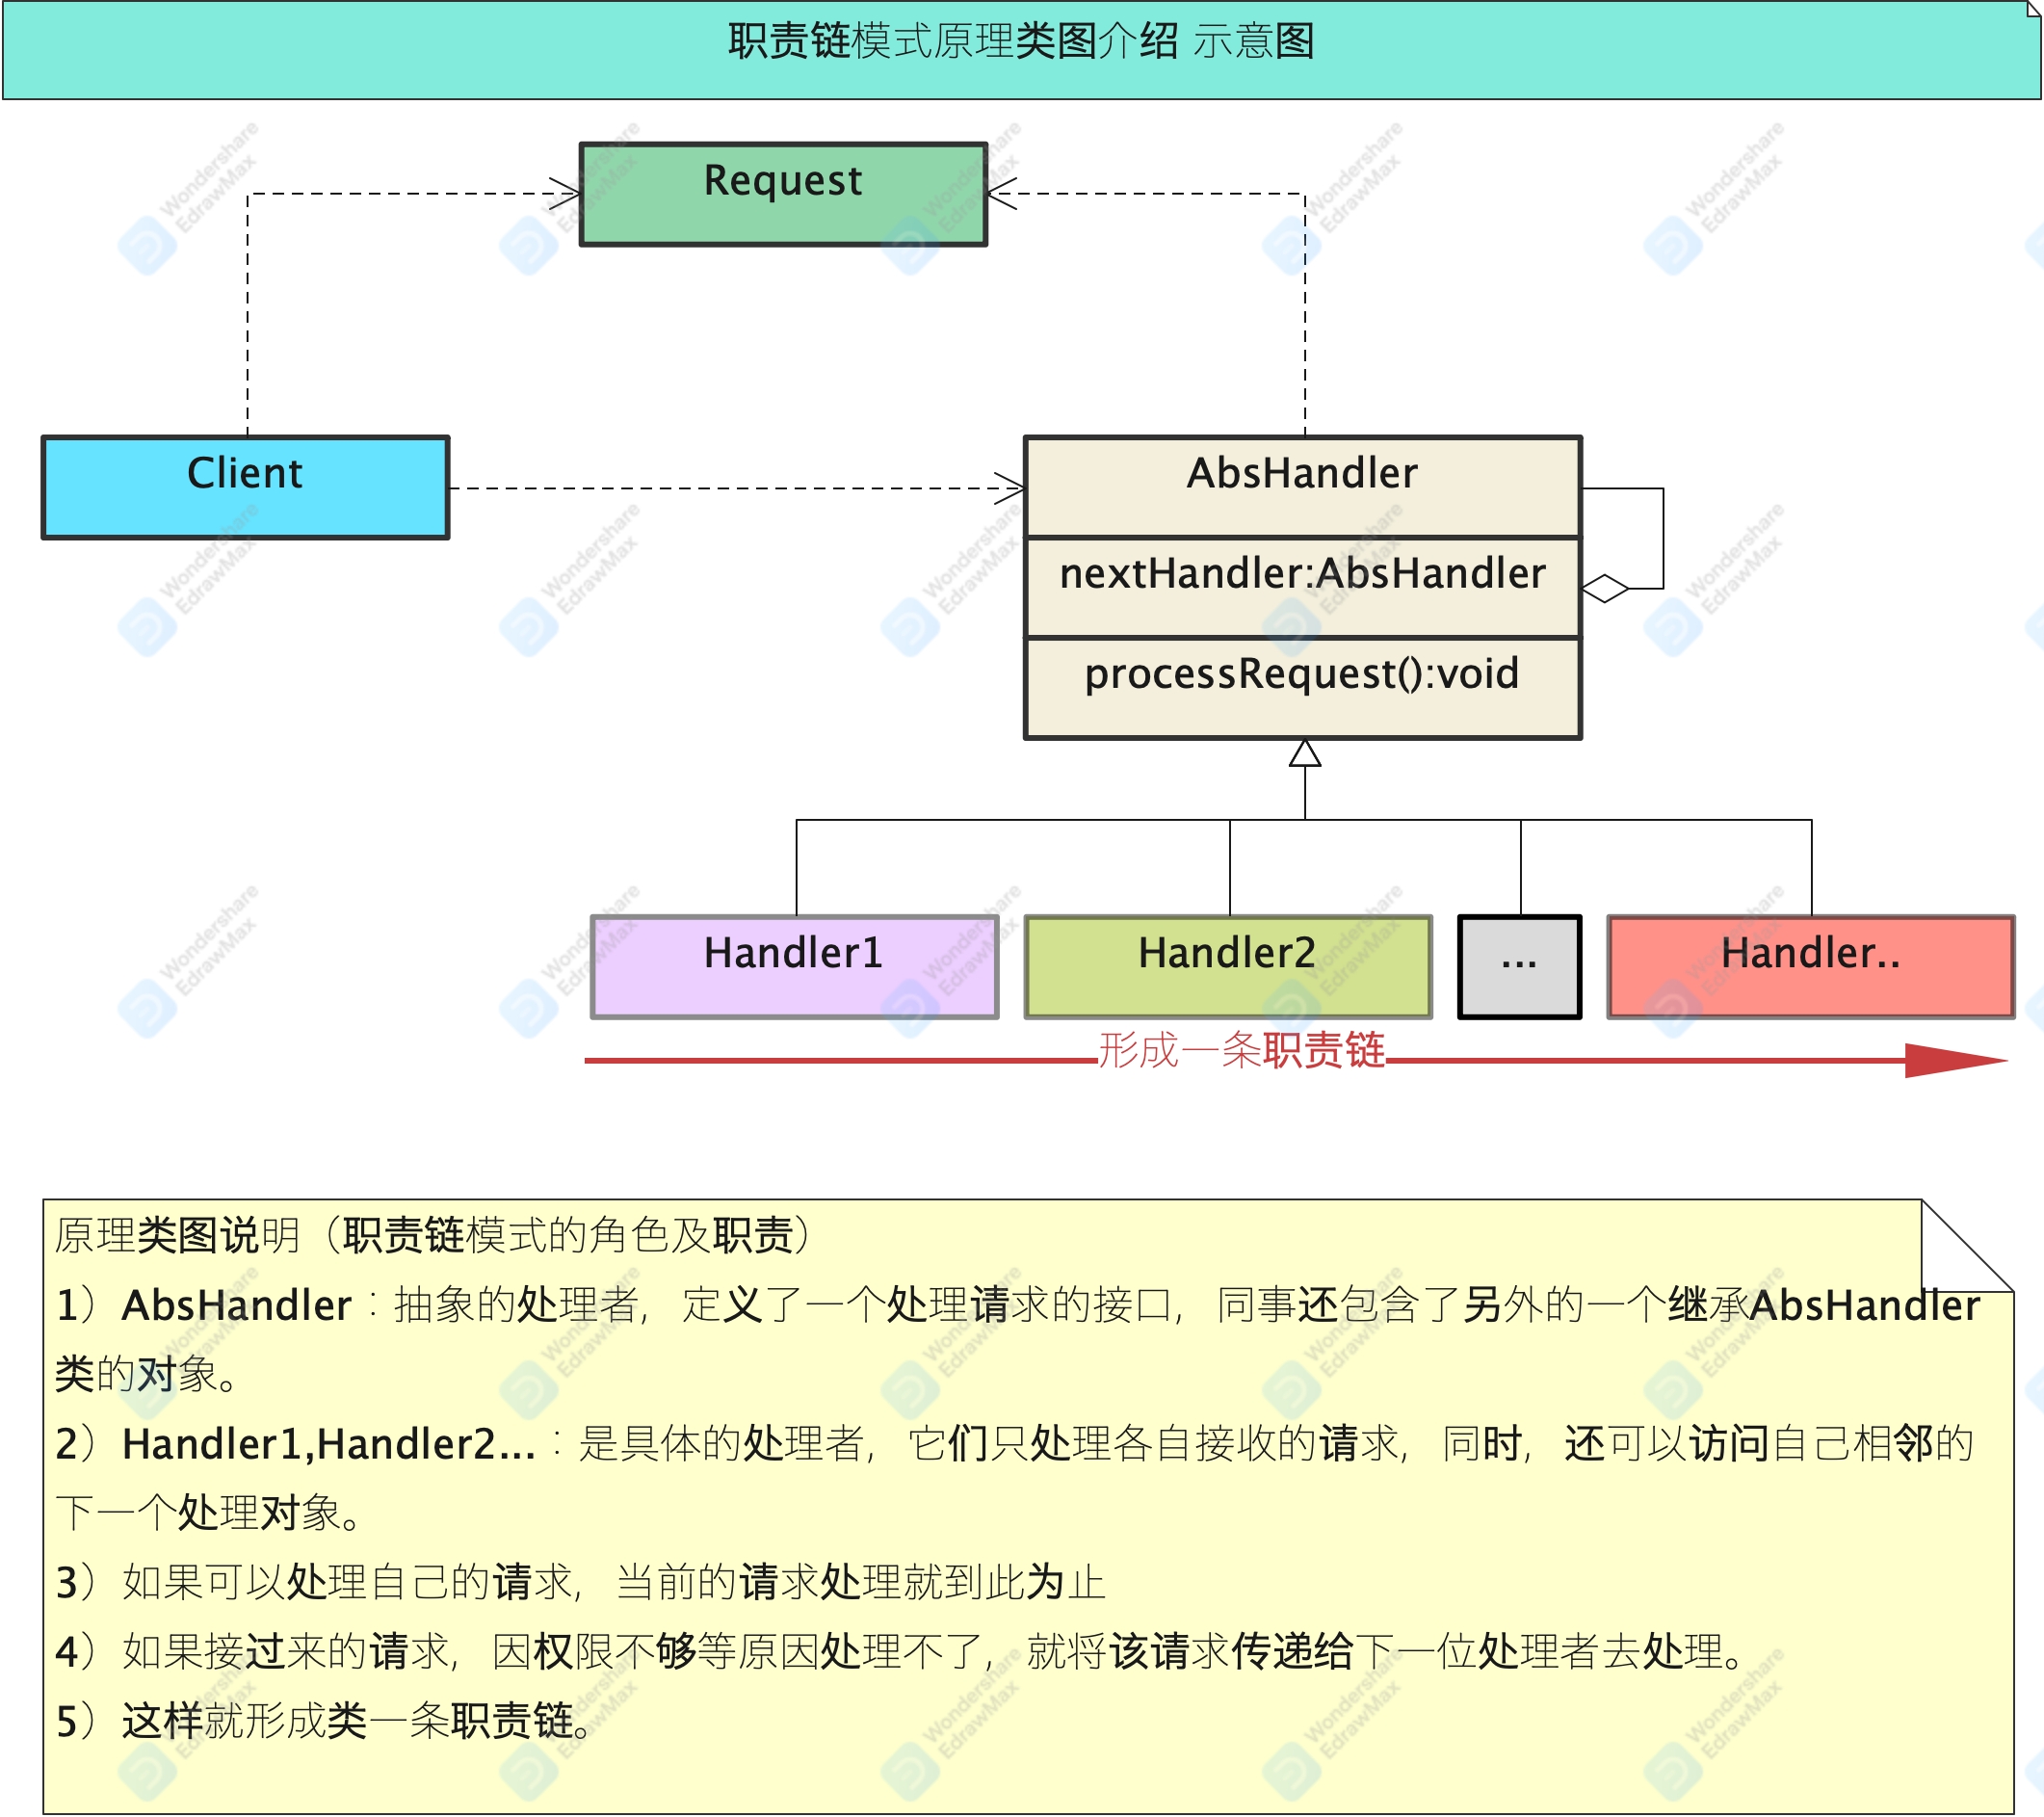 职责链模式原理类图介绍 示意图
Request
Client
AbsHandler
nextHandler:AbsHandler
processRequest():void
Handler1
Handler2
...
Handler..
形成一条职责链
原理类图说明（职责链模式的角色及职责）
1）AbsHandler：抽象的处理者，定义了一个处理请求的接口，同事还包含了另外的一个继承AbsHandler
类的对象。
2）Handler1,Handler2...：是具体的处理者，它们只处理各自接收的请求，同时，还可以访问自己相邻的
下一个处理对象。
3）如果可以处理自己的请求，当前的请求处理就到此为止
4）如果接过来的请求，因权限不够等原因处理不了，就将该请求传递给下一位处理者去处理。
5）这样就形成类一条职责链。
Wondershare
EdrawMax